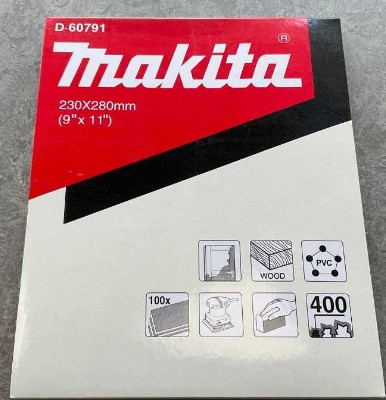 D-60791
makita®
230X280mm
(9" x 11")
WOOD
PVC
100x
400